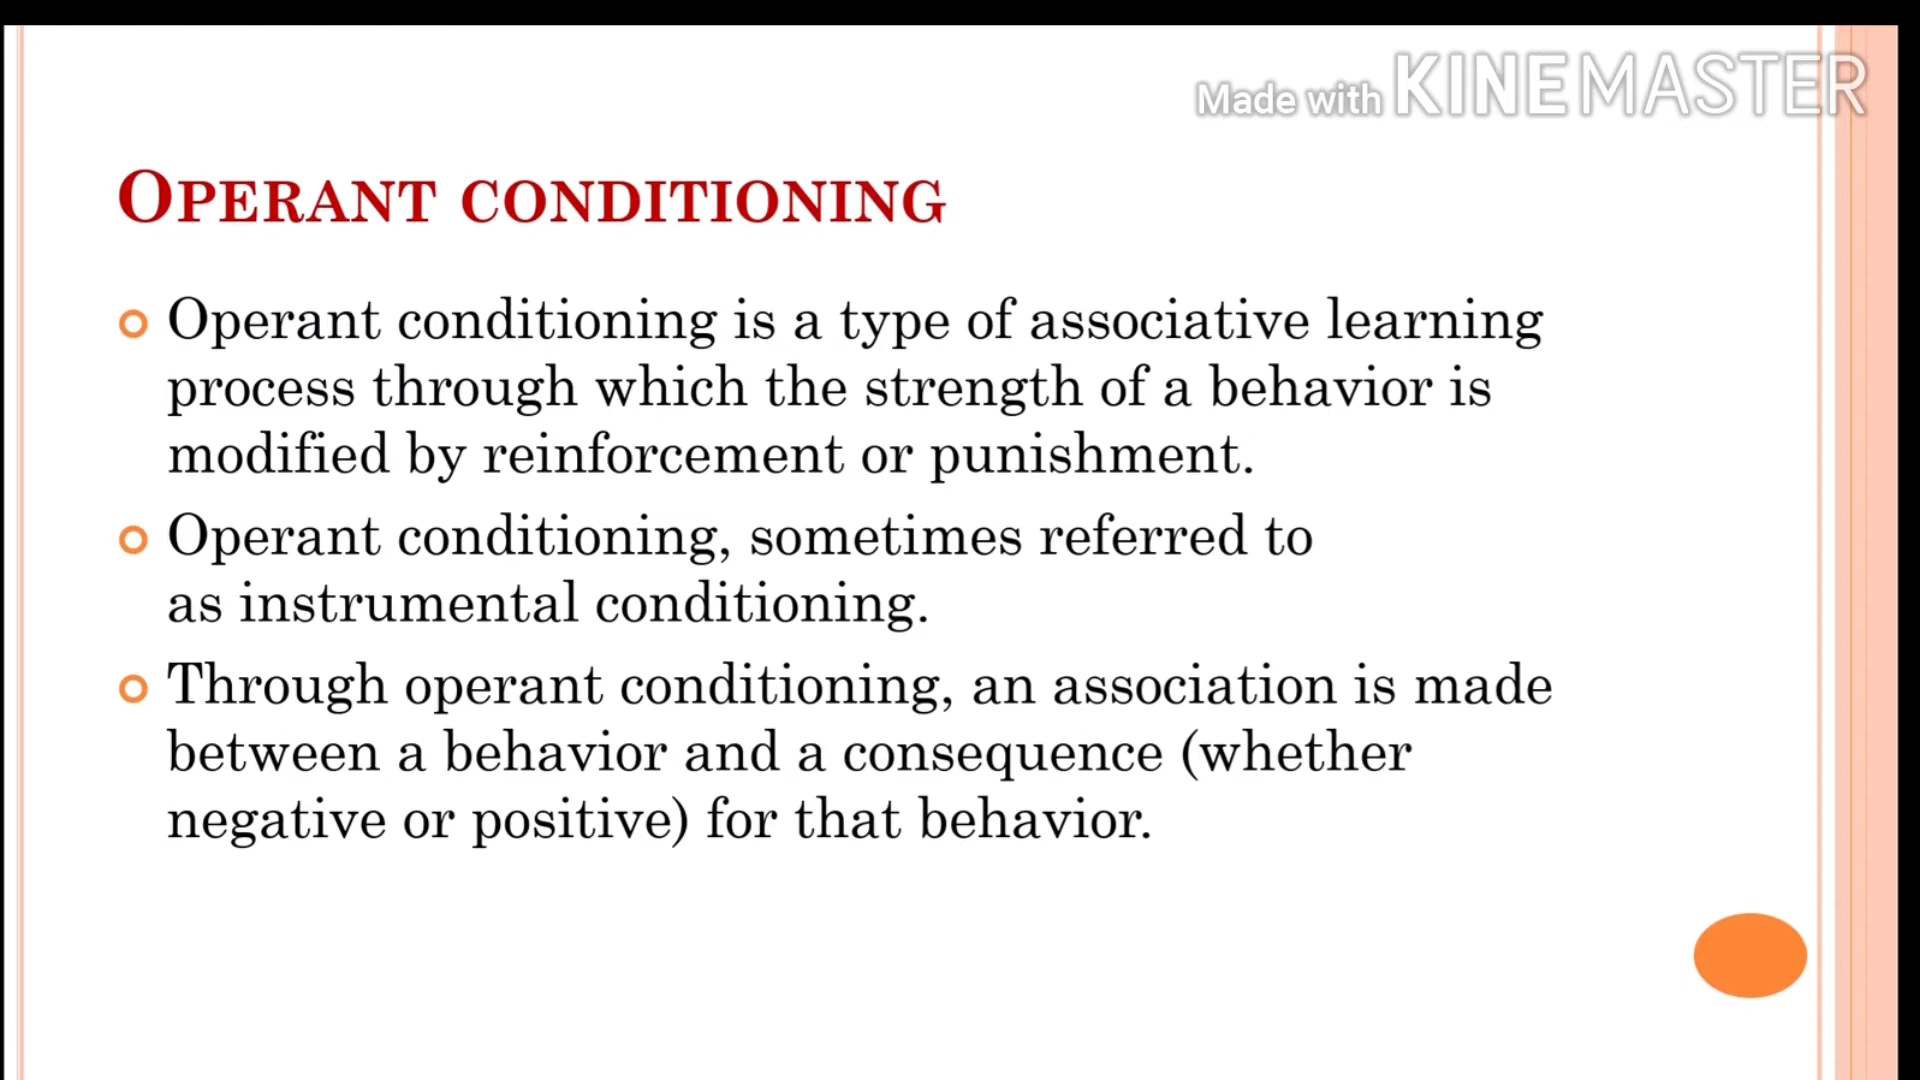 Made with KINEMASTER
OPERANT CONDITIONING
Operant conditioning is a type of associative learning
process through which the strength of a behavior is
modified by reinforcement or punishment.
Operant conditioning, sometimes referred to
as instrumental conditioning.
Through operant conditioning, an association is made
between a behavior and a consequence (whether
negative or positive) for that behavior.